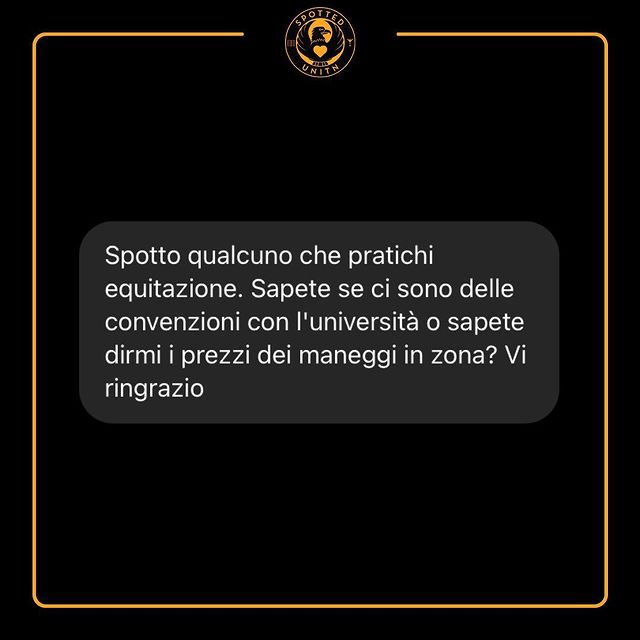 SPOTTED
UNITN
Spotto qualcuno che pratichi
equitazione. Sapete se ci sono delle
convenzioni con l'università o sapete
dirmi i prezzi dei maneggi in zona? Vi
ringrazio